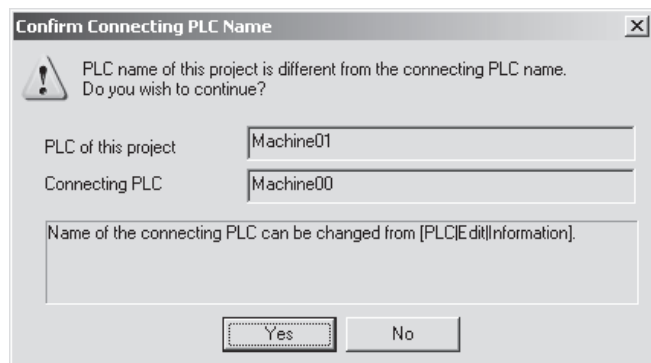 Confirm Connecting PLC Name
PLC name of this project is different from the connecting PLC name.
Do you wish to continue?
PLC of this project Machine01
Connecting PLC Machine00
Name of the connecting PLC can be changed from [PLC|Edit|Information].
Yes No